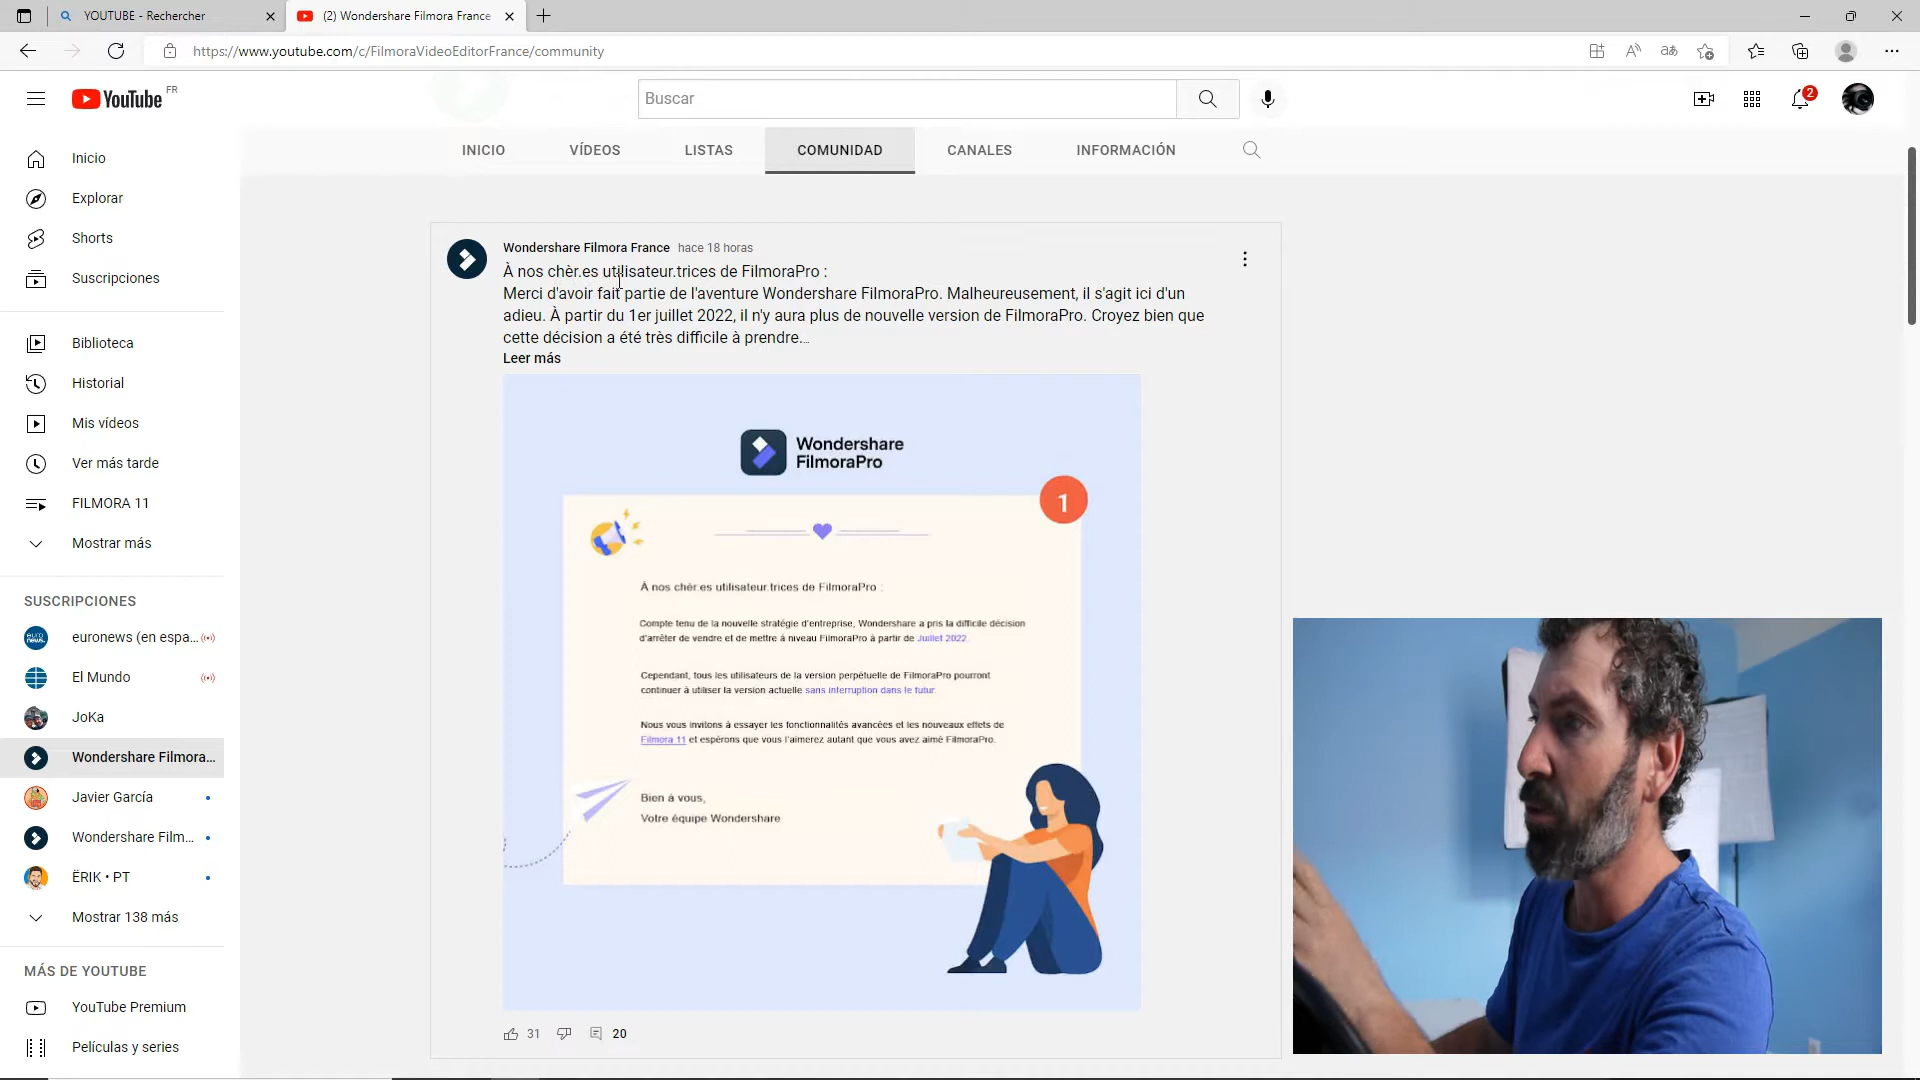 YOUTUBE - Rechercher
(2) Wondershare Filmora France
https://www.youtube.com/c/FilmoraVideoEditorFrance/community
YouTube FR
Buscar
2
INICIO
VÍDEOS
LISTAS
COMUNIDAD
CANALES
INFORMACIÓN
Inicio
Explorar
Shorts
Suscripciones
Biblioteca
Historial
Mis vídeos
Ver más tarde
FILMORA 11
Mostrar más
SUSCRIPCIONES
euronews (en espa...
El Mundo
JoKa
Wondershare Filmora...
Javier García
Wondershare Film...
ËRIK • PT
Mostrar 138 más
MÁS DE YOUTUBE
YouTube Premium
Películas y series
Wondershare Filmora France hace 18 horas
À nos chèr.es utilisateur.trices de FilmoraPro :
Merci d'avoir fait partie de l'aventure Wondershare FilmoraPro. Malheureusement, il s'agit ici d'un
adieu. À partir du 1er juillet 2022, il n'y aura plus de nouvelle version de FilmoraPro. Croyez bien que
cette décision a été très difficile à prendre...
Leer más
Wondershare
FilmoraPro
1
À nos chèr.es utilisateur.trices de FilmoraPro :
Compte tenu de la nouvelle stratégie d'entreprise, Wondershare a pris la difficile décision
d'arrêter de vendre et de mettre à niveau FilmoraPro à partir de Juillet 2022.
Cependant, tous les utilisateurs de la version perpétuelle de FilmoraPro pourront
continuer à utiliser la version actuelle sans interruption dans le futur.
Nous vous invitons à essayer les fonctionnalités avancées et les nouveaux effets de
Filmora 11 et espérons que vous l'aimerez autant que vous avez aimé FilmoraPro.
Bien à vous,
Votre équipe Wondershare
31
20